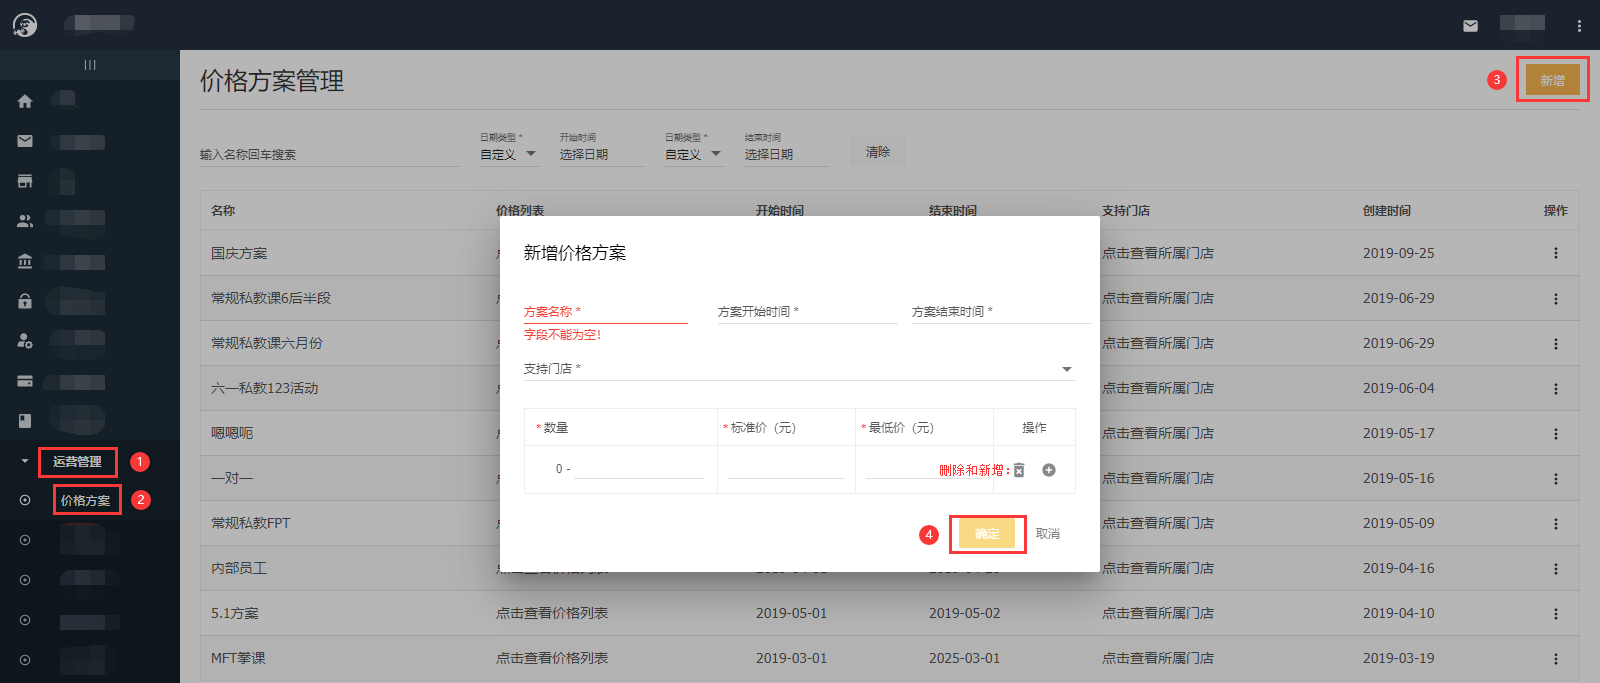 价格方案管理
3
新增
输入名称回车搜索
日期类型 *
自定义
开始时间
选择日期
日期类型 *
自定义
结束时间
选择日期
清除
名称 价格列表 开始时间 结束时间 支持门店 创建时间 操作
国庆方案 点击查看所属门店 2019-09-25
常规私教课6后半段 点击查看所属门店 2019-06-29
常规私教课六月份 点击查看所属门店 2019-06-29
六一私教123活动 点击查看所属门店 2019-06-04
嗯嗯呃 点击查看所属门店 2019-05-17
一对一 点击查看所属门店 2019-05-16
常规私教FPT 点击查看所属门店 2019-05-09
内部员工 点击查看所属门店 2019-04-16
5.1方案 点击查看价格列表 2019-05-01 2019-05-02 点击查看所属门店 2019-04-10
MFT拳课 点击查看价格列表 2019-03-01 2025-03-01 点击查看所属门店 2019-03-19
运营管理 1
价格方案 2
新增价格方案
方案名称 * 方案开始时间 * 方案结束时间 *
字段不能为空!
支持门店 *
* 数量 * 标准价（元） * 最低价（元） 操作
0 - 删除和新增:
4 确定 取消